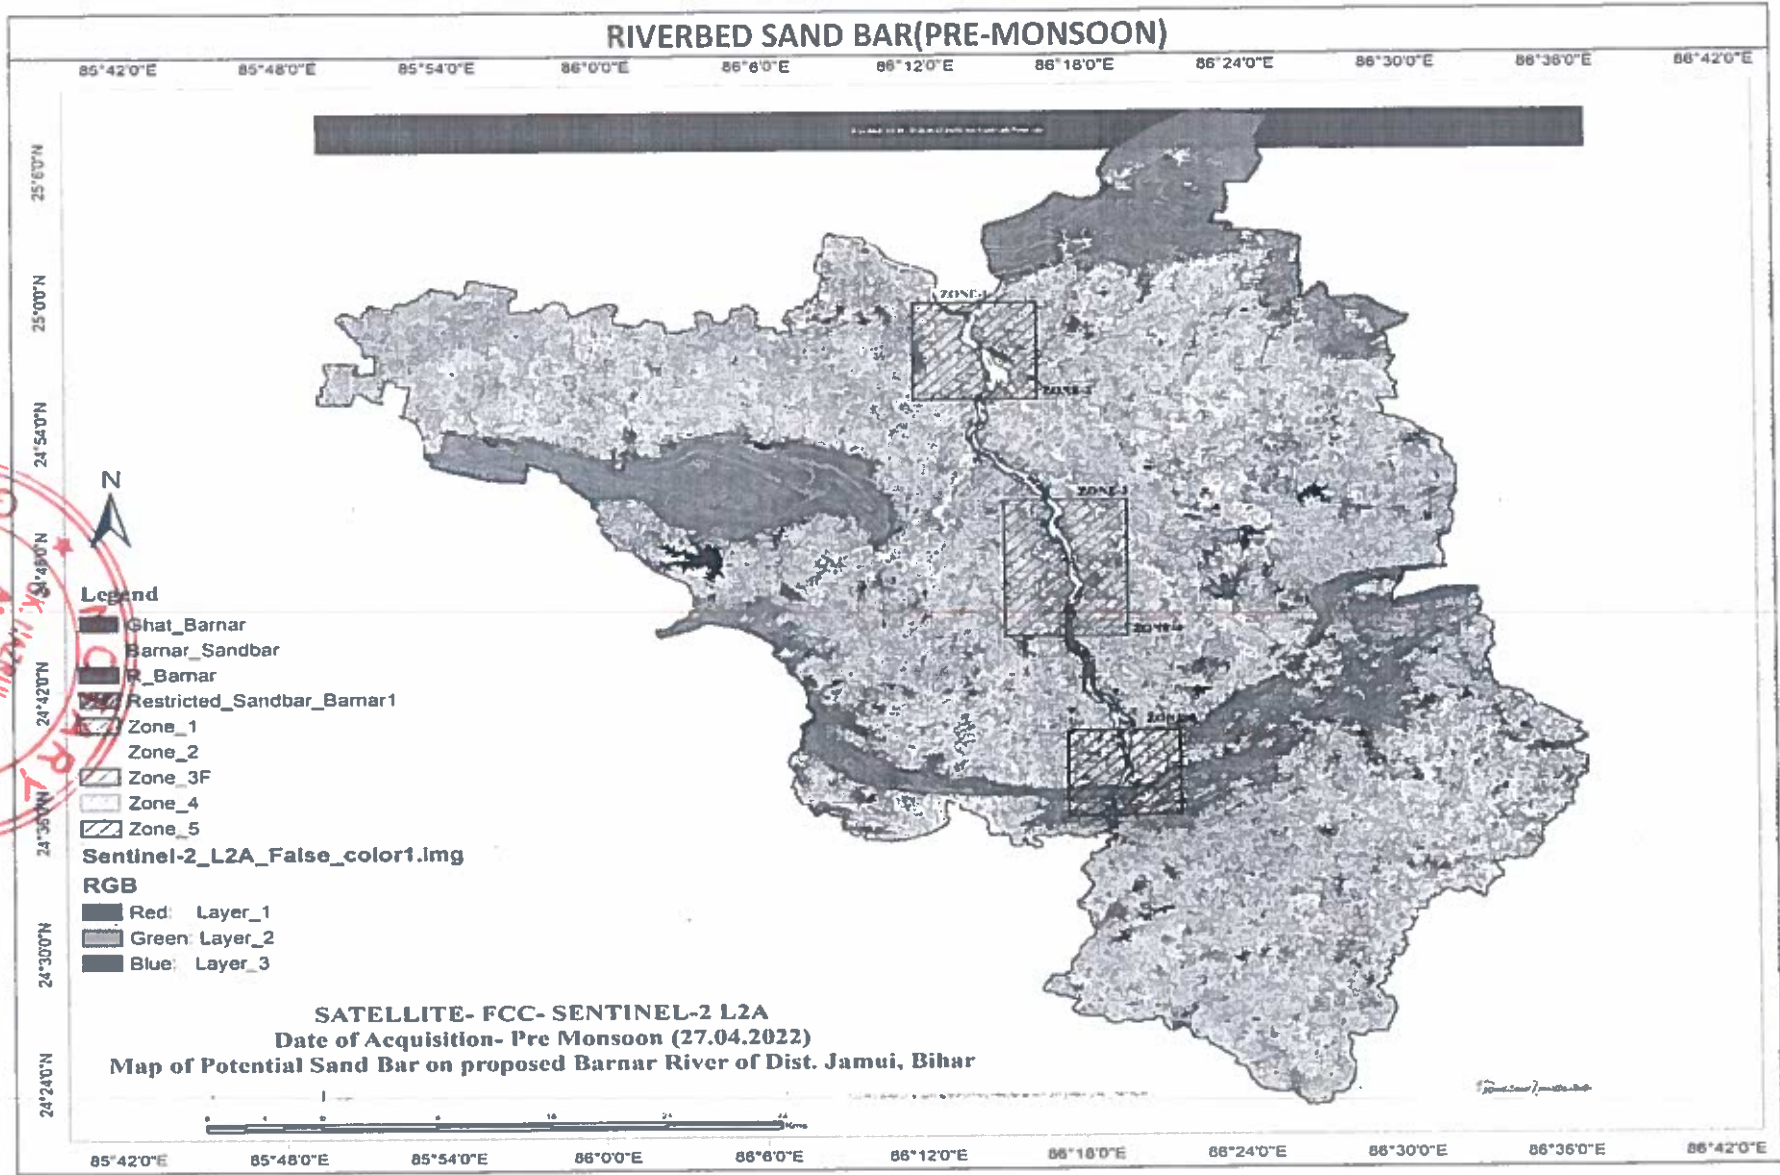 RIVERBED SAND BAR(PRE-MONSOON)
85°42'0"E 85°48'0"E 85°54'0"E 86°0'0"E 86°6'0"E 86°12'0"E 86°18'0"E 86°24'0"E 86°30'0"E 86°36'0"E 86°42'0"E
25°6'0"N
25°0'0"N
24°54'0"N
24°48'0"N
24°42'0"N
24°36'0"N
24°30'0"N
24°24'0"N
ZONE-1
ZONE-2
ZONE-3
ZONE-4
ZONE-5
N
Legend
Ghat_Barnar
Barnar_Sandbar
R_Barnar
Restricted_Sandbar_Barnar1
Zone_1
Zone_2
Zone_3F
Zone_4
Zone_5
Sentinel-2_L2A_False_color1.img
RGB
Red: Layer_1
Green: Layer_2
Blue: Layer_3
SATELLITE- FCC- SENTINEL-2 L2A
Date of Acquisition- Pre Monsoon (27.04.2022)
Map of Potential Sand Bar on proposed Barnar River of Dist. Jamui, Bihar
Kms
85°42'0"E 85°48'0"E 85°54'0"E 86°0'0"E 86°6'0"E 86°12'0"E 86°18'0"E 86°24'0"E 86°30'0"E 86°36'0"E 86°42'0"E